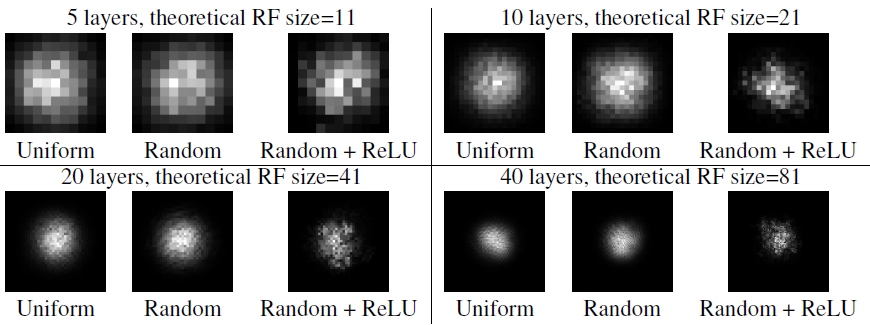 5 layers, theoretical RF size=11
Uniform Random Random + ReLU
10 layers, theoretical RF size=21
Uniform Random Random + ReLU
20 layers, theoretical RF size=41
Uniform Random Random + ReLU
40 layers, theoretical RF size=81
Uniform Random Random + ReLU